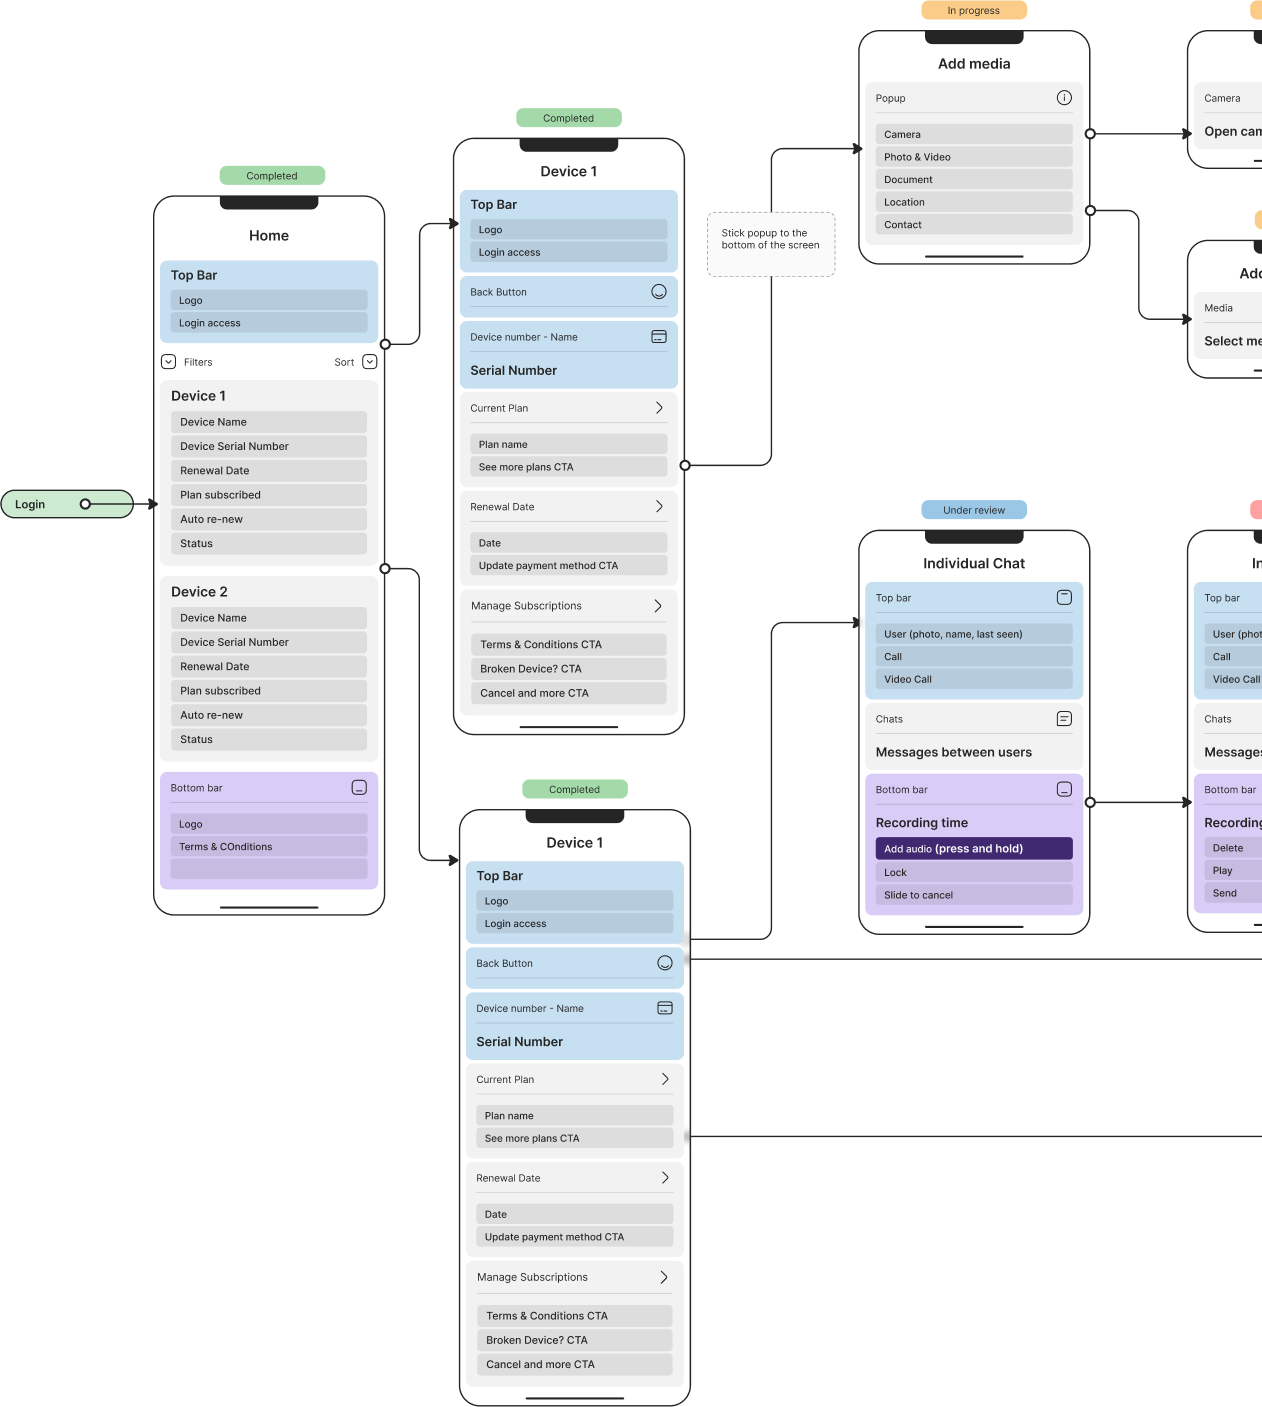 Login
Completed
Home
Top Bar
Logo
Login access
Filters
Sort
Device 1
Device Name
Device Serial Number
Renewal Date
Plan subscribed
Auto re-new
Status
Device 2
Device Name
Device Serial Number
Renewal Date
Plan subscribed
Auto re-new
Status
Bottom bar
Logo
Terms & COnditions
Completed
Device 1
Top Bar
Logo
Login access
Back Button
Device number - Name
Serial Number
Current Plan
Plan name
See more plans CTA
Renewal Date
Date
Update payment method CTA
Manage Subscriptions
Terms & Conditions CTA
Broken Device? CTA
Cancel and more CTA
Completed
Device 1
Top Bar
Logo
Login access
Back Button
Device number - Name
Serial Number
Current Plan
Plan name
See more plans CTA
Renewal Date
Date
Update payment method CTA
Manage Subscriptions
Terms & Conditions CTA
Broken Device? CTA
Cancel and more CTA
Stick popup to the
bottom of the screen
In progress
Add media
Popup
Camera
Photo & Video
Document
Location
Contact
Camera
Open
Media
Select
Under review
Individual Chat
Top bar
User (photo, name, last seen)
Call
Video Call
Chats
Messages between users
Bottom bar
Recording time
Add audio (press and hold)
Lock
Slide to cancel
Top bar
User
Call
Video Call
Chats
Messages
Bottom bar
Recording
Delete
Play
Send